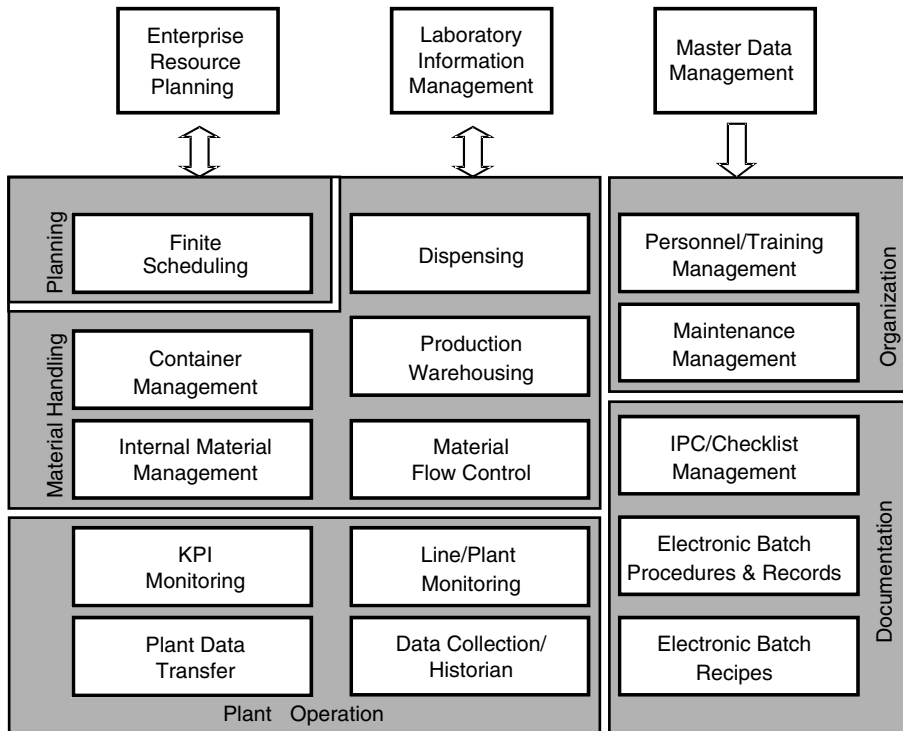 Enterprise
Resource
Planning
Laboratory
Information
Management
Master Data
Management
Planning
Finite
Scheduling
Dispensing
Personnel/Training
Management
Organization
Maintenance
Management
Material Handling
Container
Management
Production
Warehousing
Internal Material
Management
Material
Flow Control
IPC/Checklist
Management
Documentation
Electronic Batch
Procedures & Records
Electronic Batch
Recipes
KPI
Monitoring
Line/Plant
Monitoring
Plant Data
Transfer
Data Collection/
Historian
Plant Operation